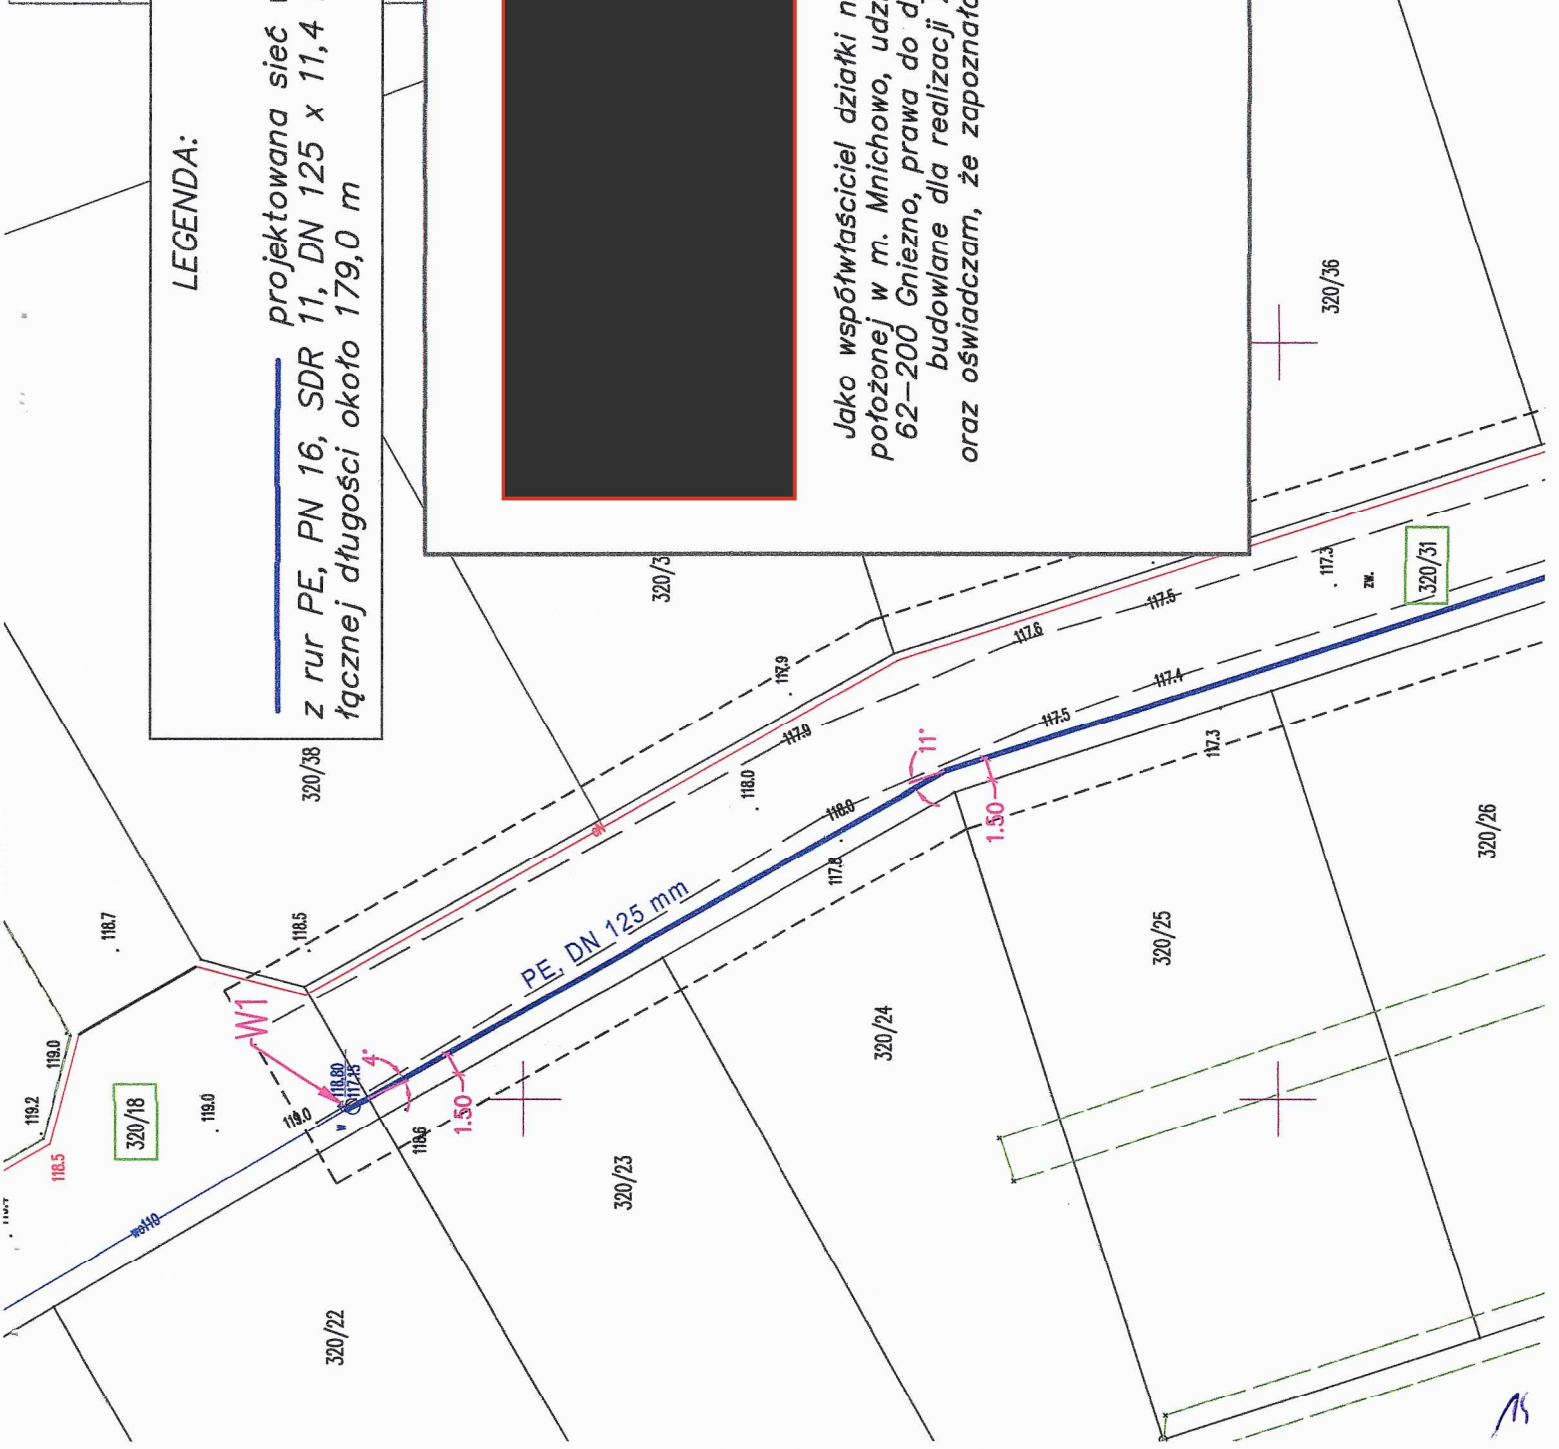 LEGENDA:
projektowana sieć
z rur PE, PN 16, SDR 11, DN 125 x 11,4
łącznej długości około 179,0 m
Jako współwłaściciel działki
położonej w m. Mnichowo,
62-200 Gniezno, prawa do
budowlane dla realizacji
oraz oświadczam, że
320/38
320/36
320/31
zw.
117.3
117.5
117.6
117.9
117.9
118.0
118.0
117.8
117.5
117.4
117.3
11°
1.50
PE, DN 125 mm
118.7
118.5
W1
118.80
117.15
4°
1.50
w
119.0
118.6
119.0
119.2
119.0
118.5
320/18
wo110
320/22
320/23
320/24
320/25
320/26